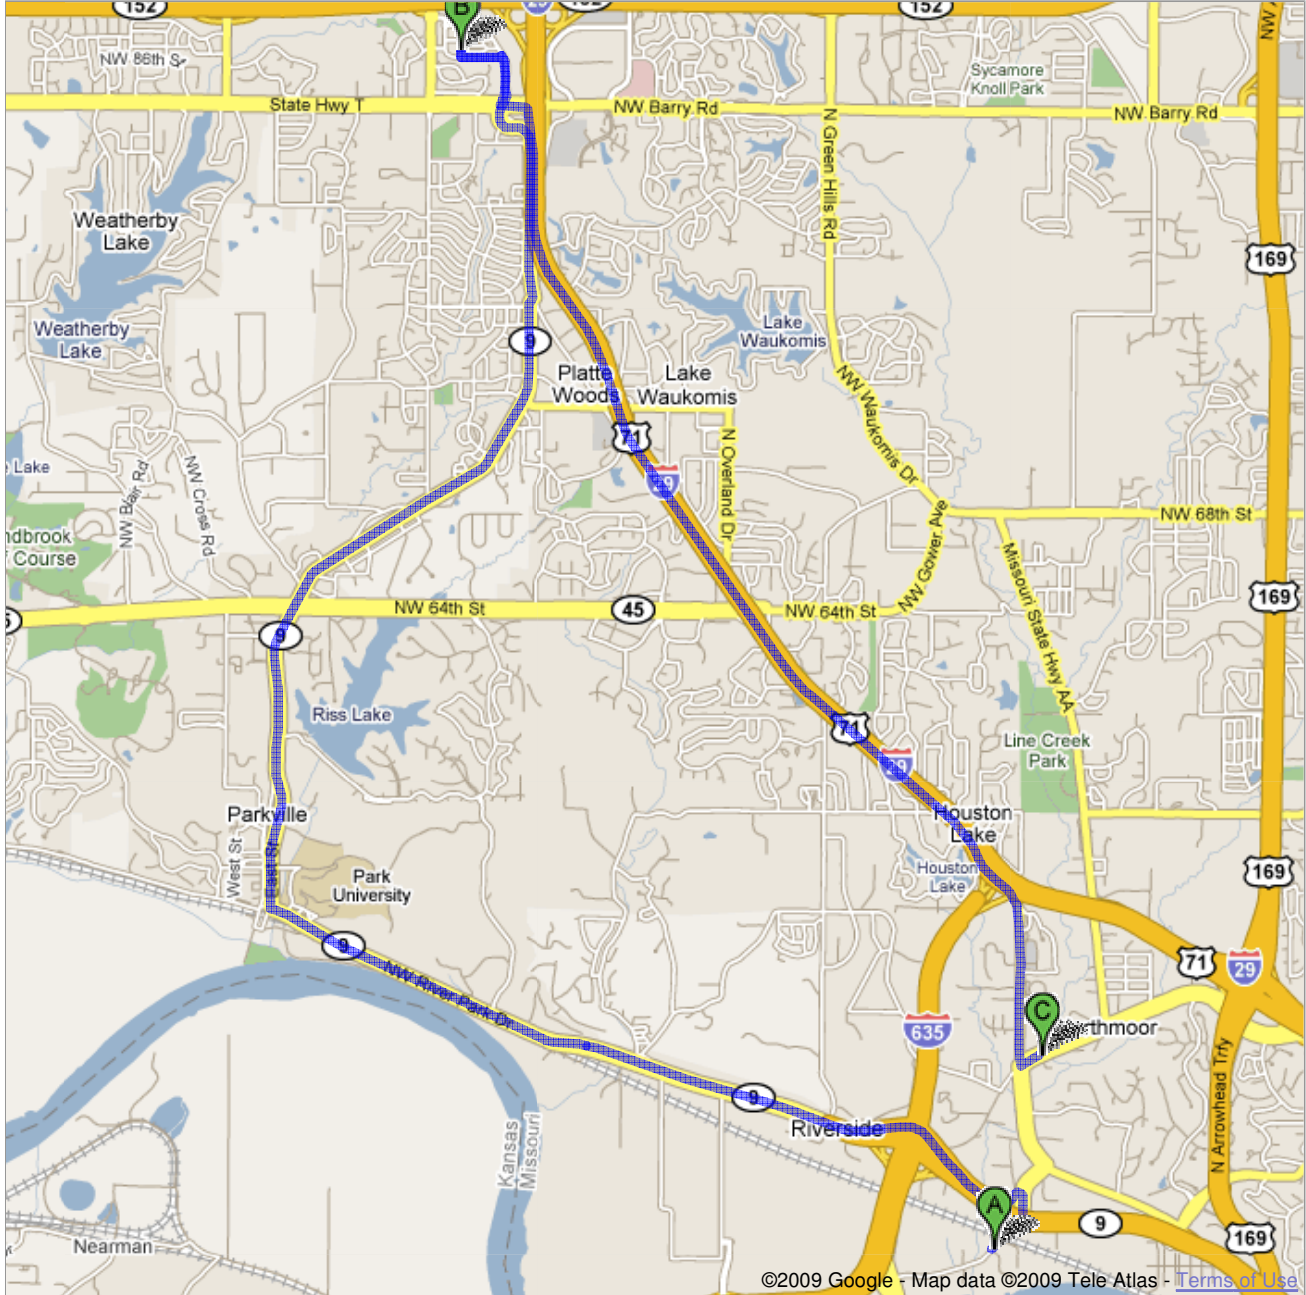 152
152
152
29
B
NW 86th S
State Hwy T
NW Barry Rd
Sycamore
Knoll Park
NW Barry Rd
N Green Hills Rd
Weatherby
Lake
169
Weatherby
Lake
Lake
Waukomis
9
Platte
Woods
Lake
Waukomis
NW Waukomis Dr
71
N Overland Dr
e Lake
NW Blair Rd
NW Cross Rd
29
NW 68th St
ndbrook
f Course
NW Gower Ave
Missouri State Hwy AA
169
NW 64th St
45
NW 64th St
9
Riss Lake
71
29
Line Creek
Park
Parkville
Houston
Lake
West St
East St
Park
University
Houston
Lake
169
9
71
29
NW River Park Dr
C
rthmoor
635
9
N Arrowhead Trfy
Riverside
Kansas
Missouri
A
9
169
Nearman
©2009 Google - Map data ©2009 Tele Atlas - Terms of Use